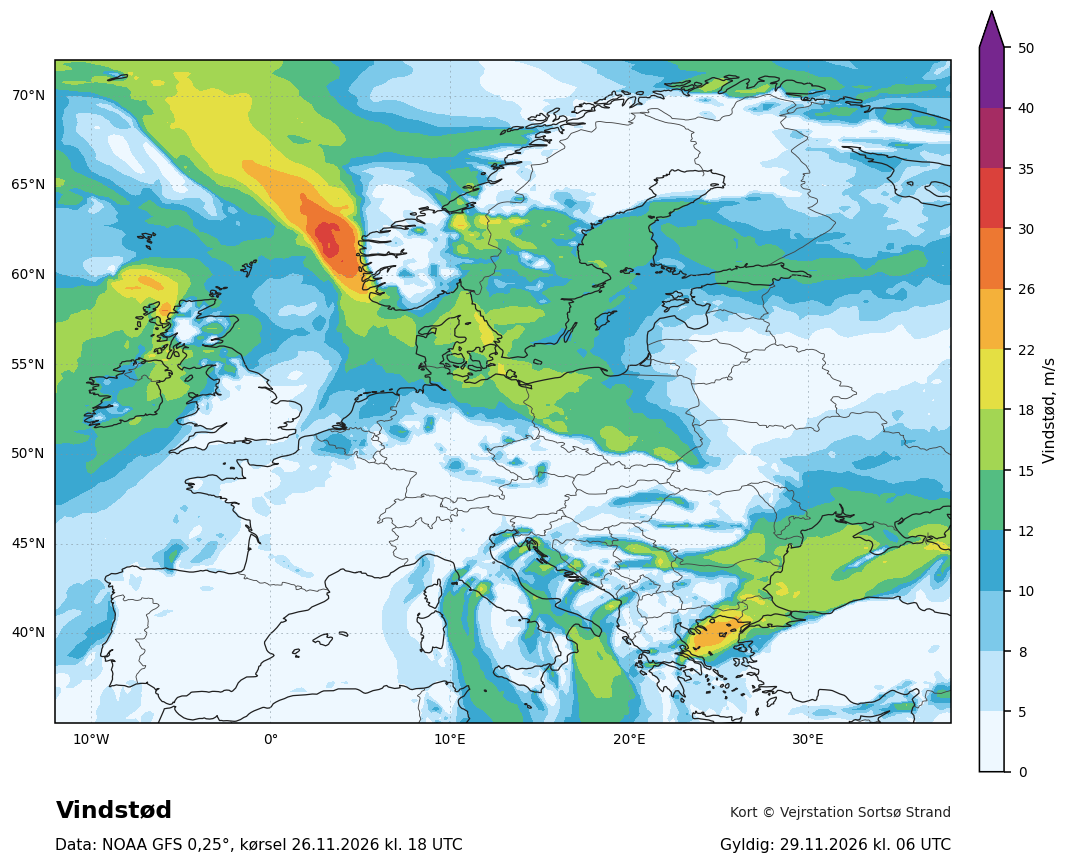 50
40
35
30
26
22
18
15
12
10
8
5
0
Vindstød, m/s
70°N
65°N
60°N
55°N
50°N
45°N
40°N
10°W
0°
10°E
20°E
30°E
Vindstød
Kort © Vejrstation Sortsø Strand
Data: NOAA GFS 0,25°, kørsel 26.11.2026 kl. 18 UTC
Gyldig: 29.11.2026 kl. 06 UTC